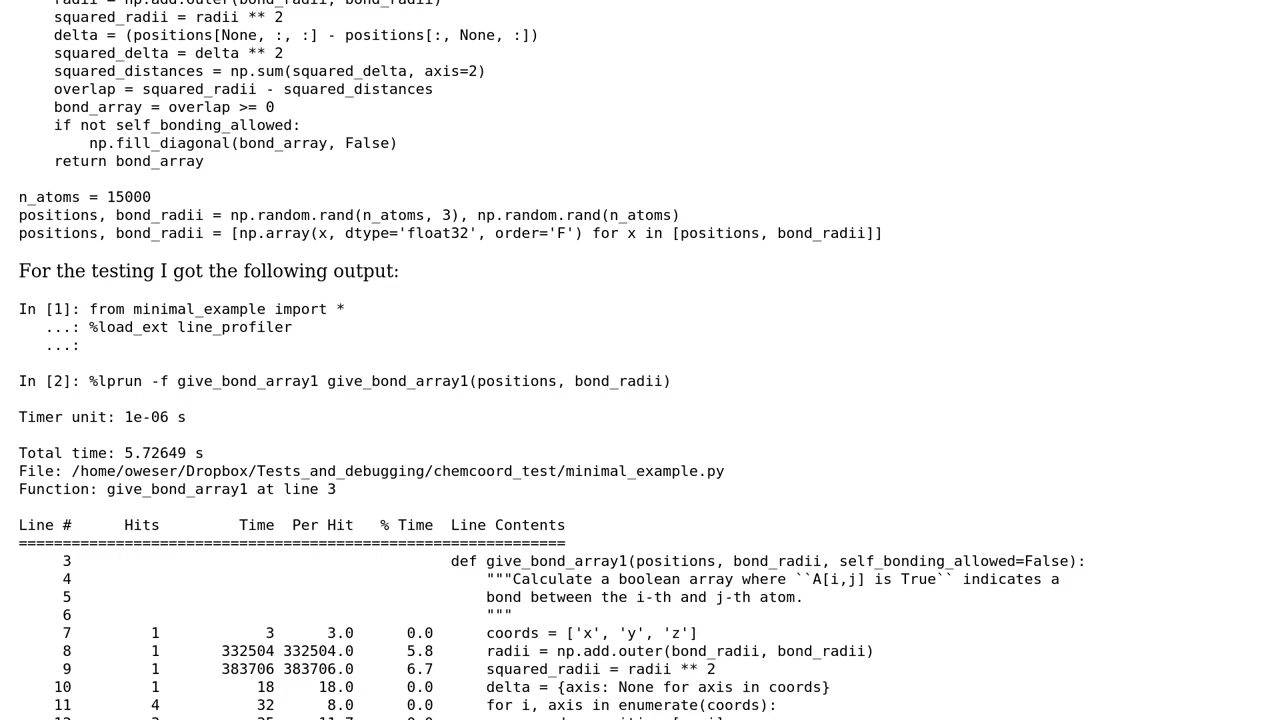 radii = np.add.outer(bond_radii, bond_radii)
    squared_radii = radii ** 2
    delta = (positions[None, :, :] - positions[:, None, :])
    squared_delta = delta ** 2
    squared_distances = np.sum(squared_delta, axis=2)
    overlap = squared_radii - squared_distances
    bond_array = overlap >= 0
    if not self_bonding_allowed:
        np.fill_diagonal(bond_array, False)
    return bond_array
n_atoms = 15000
positions, bond_radii = np.random.rand(n_atoms, 3), np.random.rand(n_atoms)
positions, bond_radii = [np.array(x, dtype='float32', order='F') for x in [positions, bond_radii]]
For the testing I got the following output:
In [1]: from minimal_example import *
   ...: %load_ext line_profiler
   ...:
In [2]: %lprun -f give_bond_array1 give_bond_array1(positions, bond_radii)
Timer unit: 1e-06 s
Total time: 5.72649 s
File: /home/oweser/Dropbox/Tests_and_debugging/chemcoord_test/minimal_example.py
Function: give_bond_array1 at line 3
Line #      Hits         Time  Per Hit   % Time  Line Contents
==============================================================
     3                                           def give_bond_array1(positions, bond_radii, self_bonding_allowed=False):
     4                                               """Calculate a boolean array where ``A[i,j] is True`` indicates a
     5                                               bond between the i-th and j-th atom.
     6                                               """
     7         1            3      3.0      0.0      coords = ['x', 'y', 'z']
     8         1       332504 332504.0      5.8      radii = np.add.outer(bond_radii, bond_radii)
     9         1       383706 383706.0      6.7      squared_radii = radii ** 2
    10         1           18     18.0      0.0      delta = {axis: None for axis in coords}
    11         4           32      8.0      0.0      for i, axis in enumerate(coords):